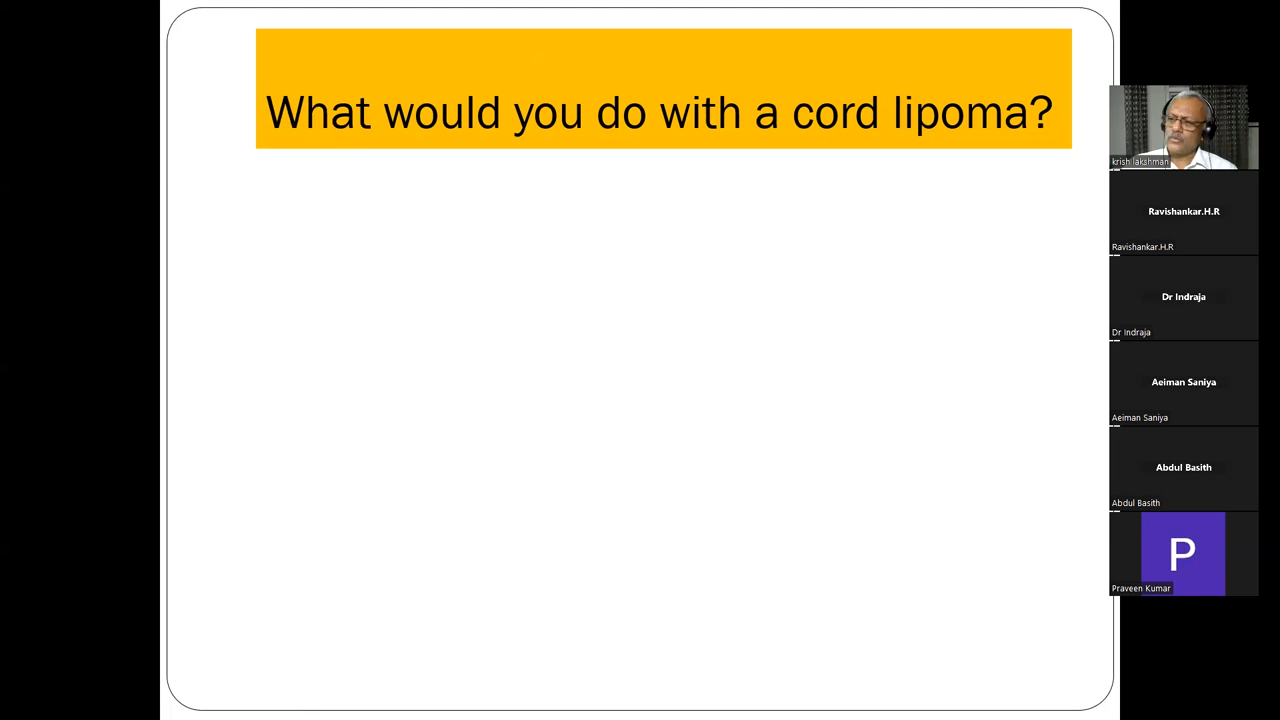 What would you do with a cord lipoma?
krish lakshman
Ravishankar.H.R
Ravishankar.H.R
Dr Indraja
Dr Indraja
Aeiman Saniya
Aeiman Saniya
Abdul Basith
Abdul Basith
P
Praveen Kumar